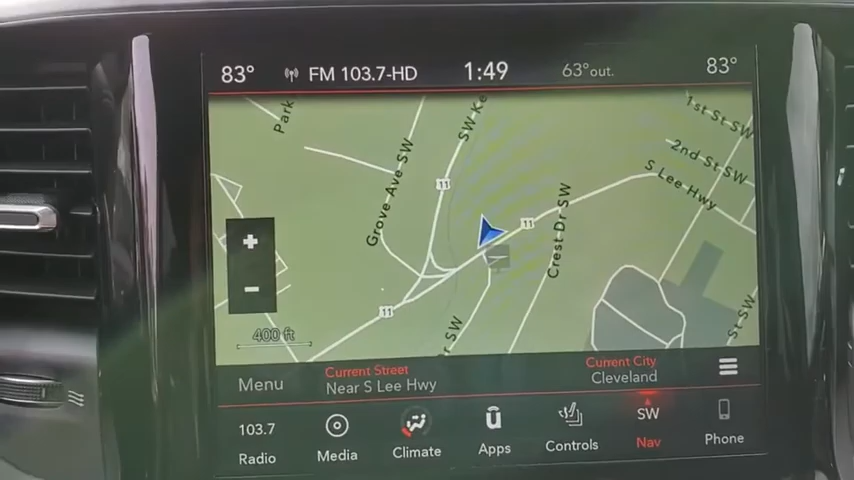 83° FM 103.7-HD 1:49 63°out. 83°
Park
SW Ke
1st St SW
2nd St SW
S Lee Hwy
Grove Ave SW
11
11
Crest Dr SW
11
r SW
St SW
400 ft
Menu
Current Street
Near S Lee Hwy
Current City
Cleveland
103.7
Radio
Media
Climate
Apps
Controls
SW
Nav
Phone